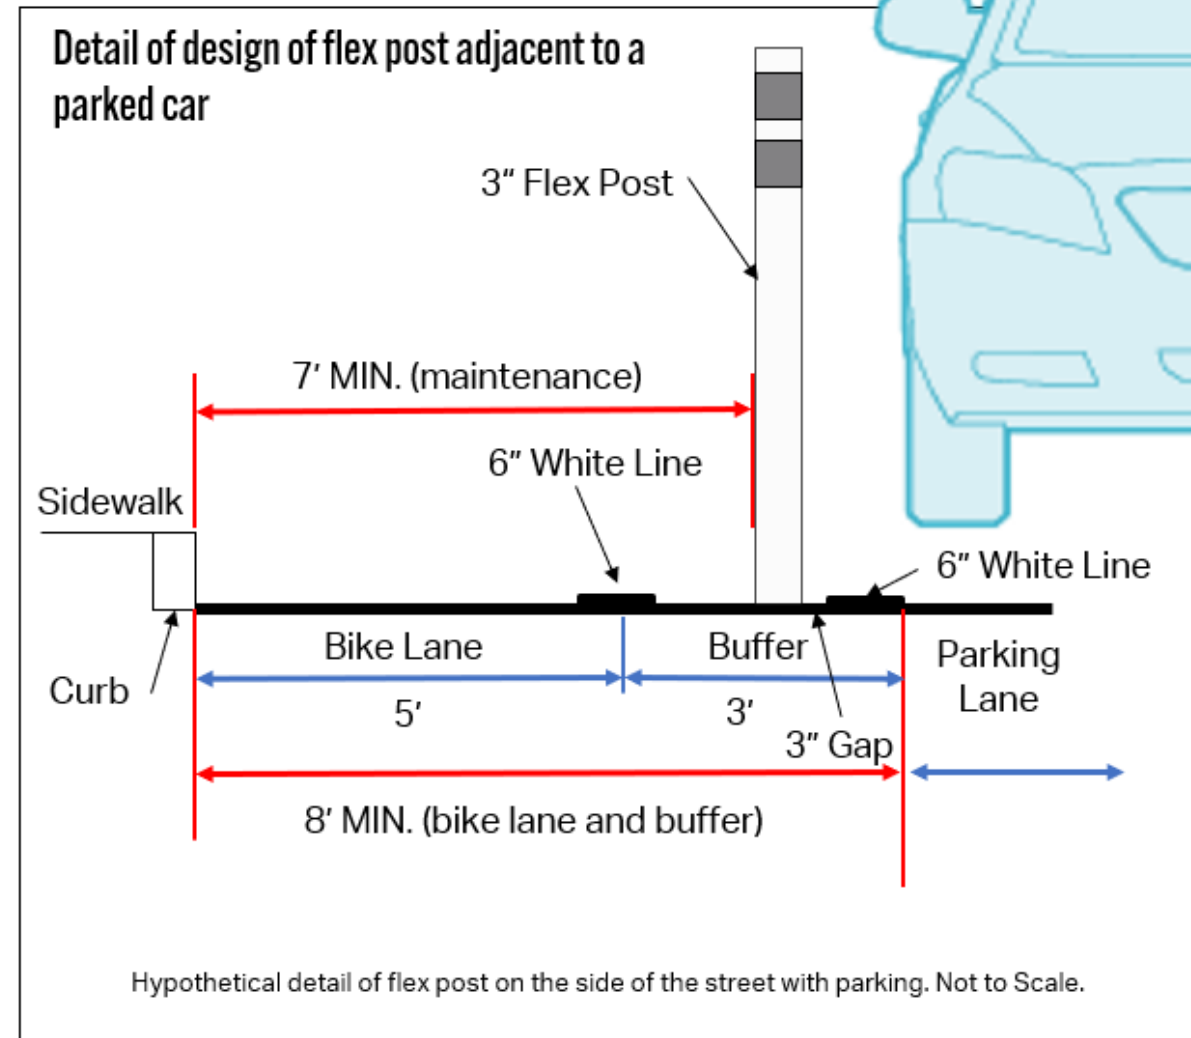 Detail of design of flex post adjacent to a
parked car
3“ Flex Post
7’ MIN. (maintenance)
6” White Line
Sidewalk
6” White Line
Bike Lane
Buffer
Parking
Lane
Curb
5’
3’
3” Gap
8’ MIN. (bike lane and buffer)
Hypothetical detail of flex post on the side of the street with parking. Not to Scale.